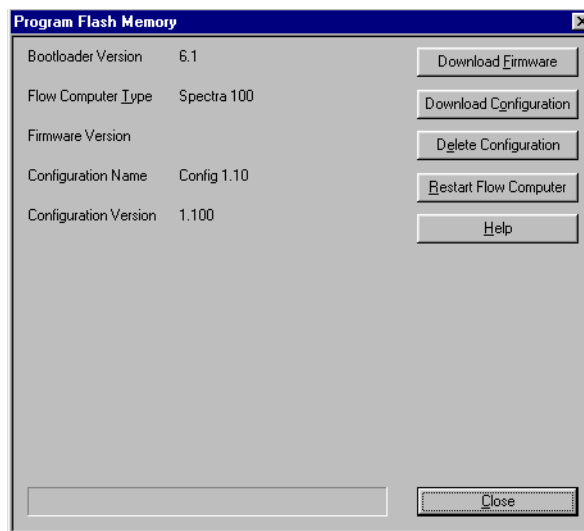 Program Flash Memory
Bootloader Version 6.1
Download Firmware
Flow Computer Type Spectra 100
Download Configuration
Firmware Version
Delete Configuration
Configuration Name Config 1.10
Restart Flow Computer
Configuration Version 1.100
Help
Close